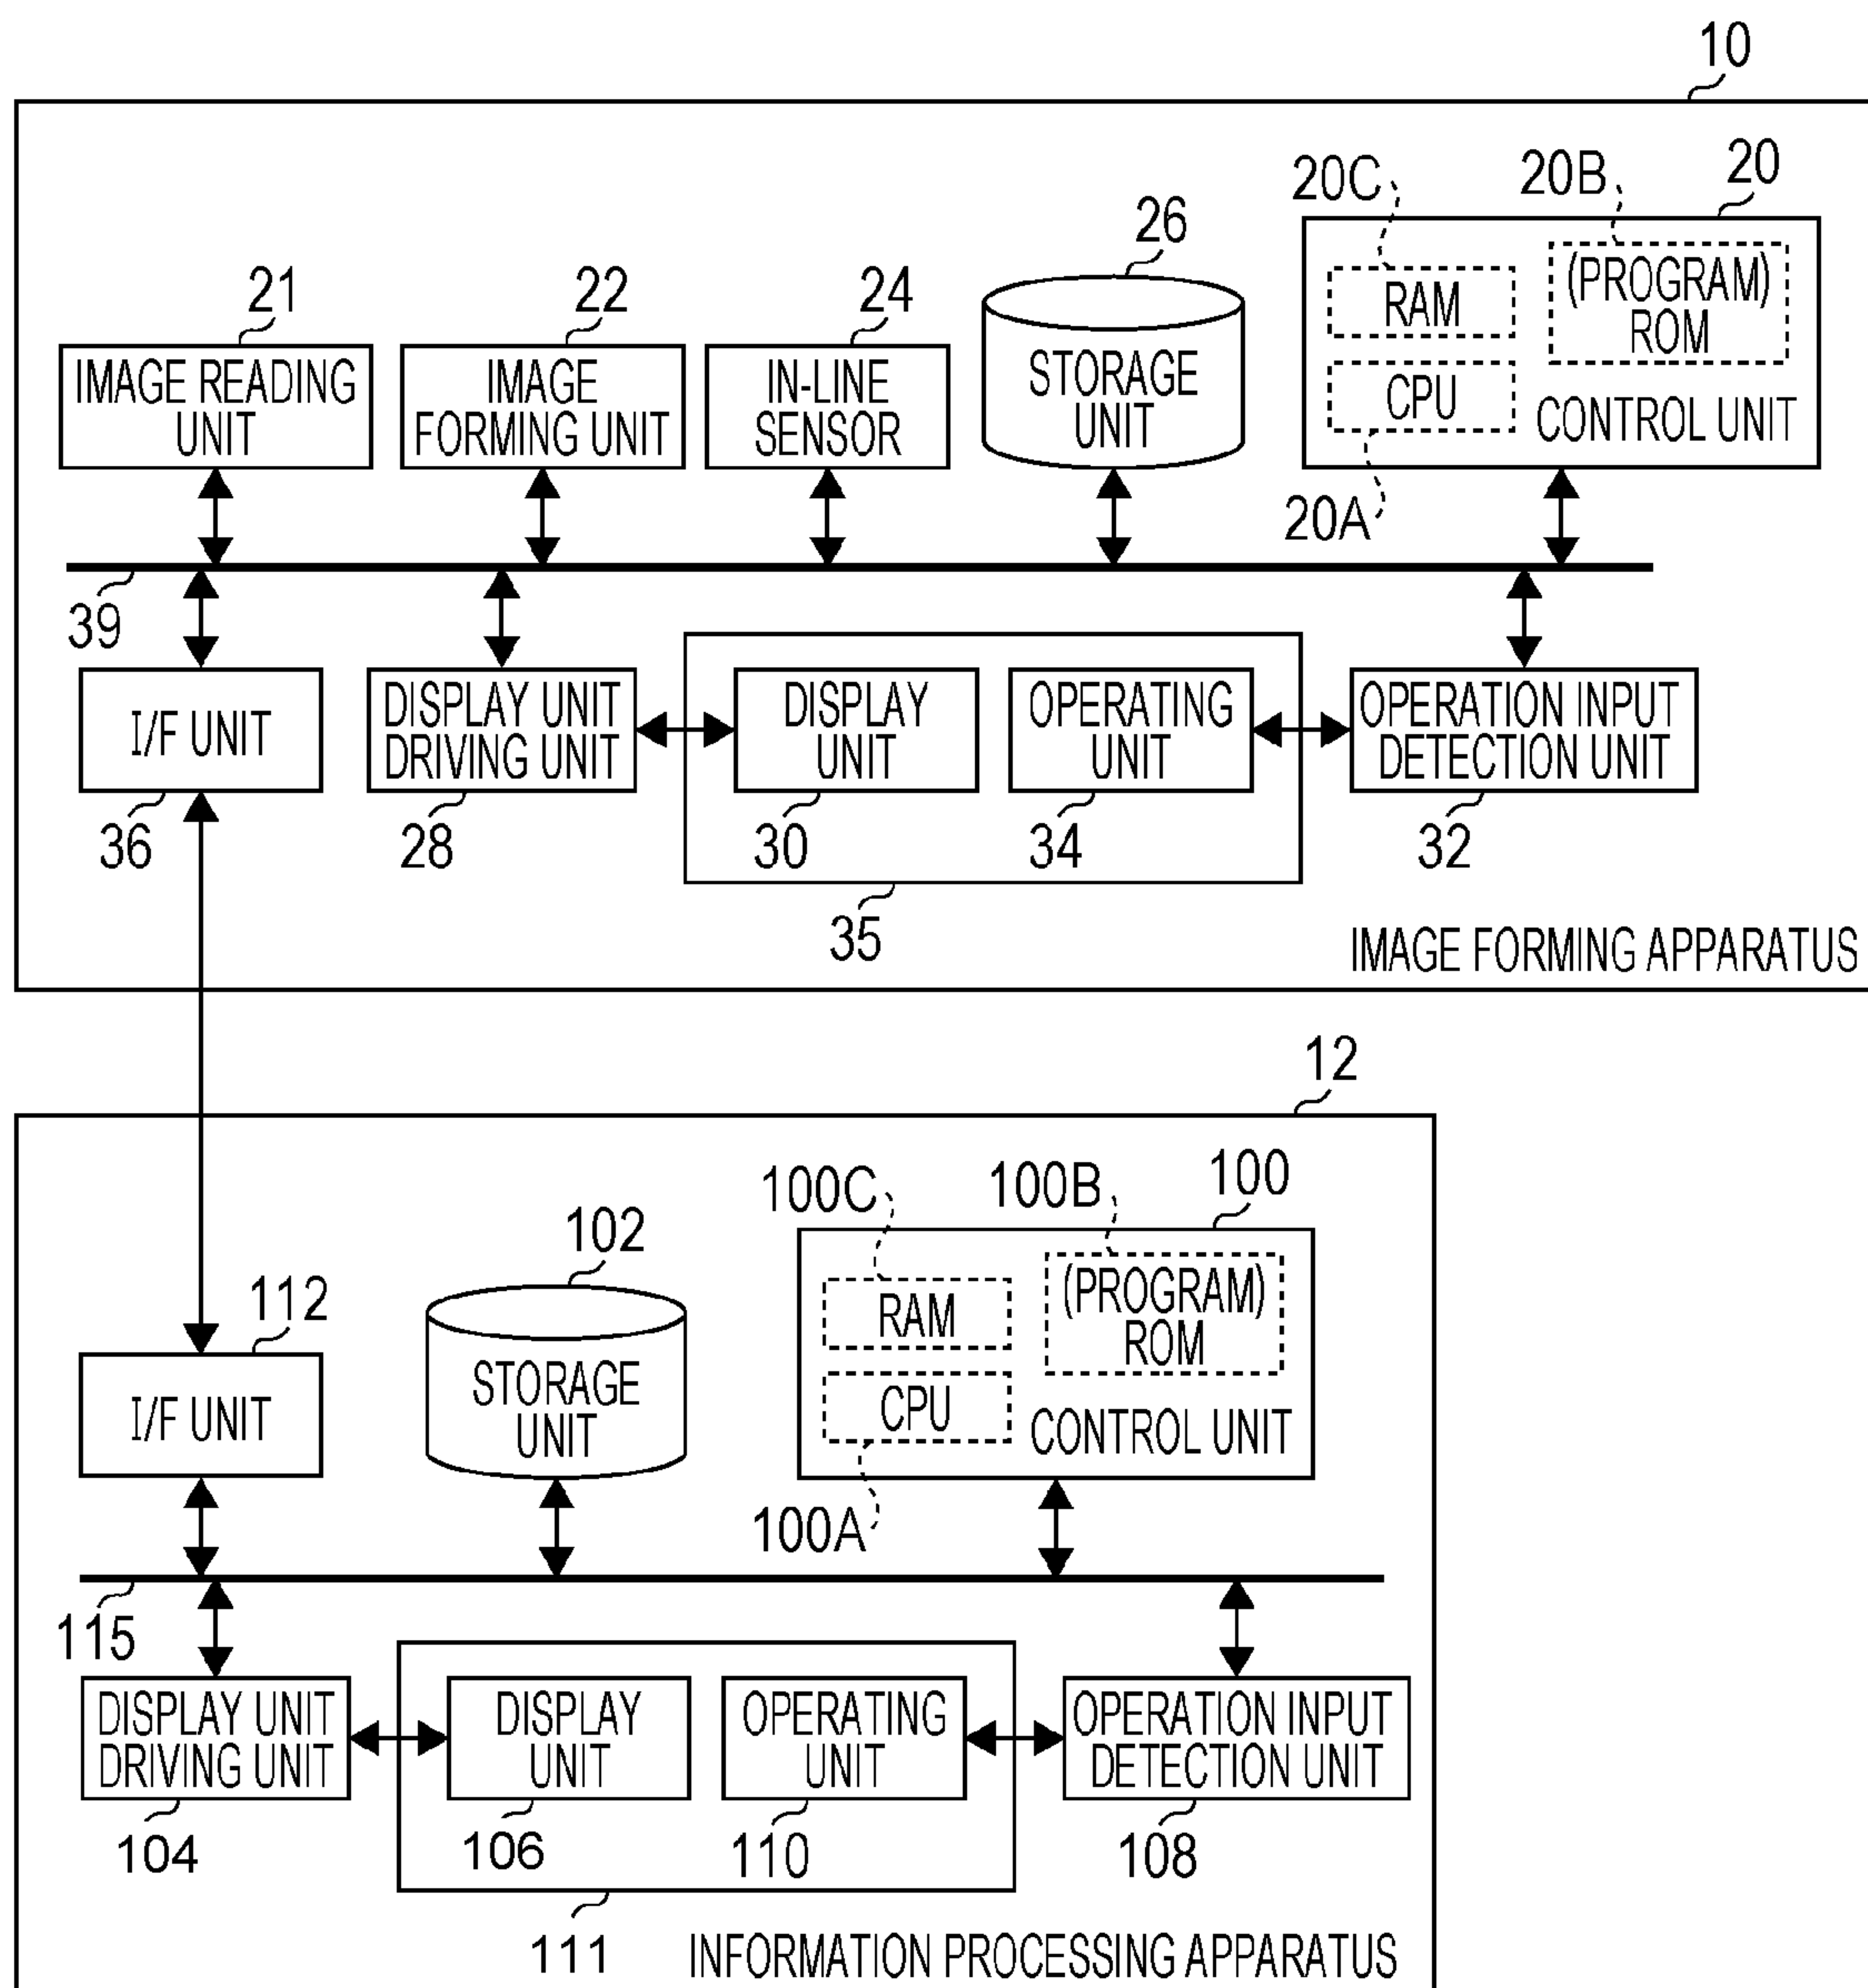 10
20C
20B
20
26
21
22
24
RAM
(PROGRAM)
ROM
CPU
CONTROL UNIT
IMAGE READING
UNIT
IMAGE
FORMING UNIT
IN-LINE
SENSOR
STORAGE
UNIT
20A
39
I/F UNIT
DISPLAY UNIT
DRIVING UNIT
DISPLAY
UNIT
OPERATING
UNIT
OPERATION INPUT
DETECTION UNIT
36
28
30
34
32
35
IMAGE FORMING APPARATUS
12
100C
100B
100
102
112
RAM
(PROGRAM)
ROM
CPU
CONTROL UNIT
I/F UNIT
STORAGE
UNIT
100A
115
DISPLAY UNIT
DRIVING UNIT
DISPLAY
UNIT
OPERATING
UNIT
OPERATION INPUT
DETECTION UNIT
104
106
110
108
111
INFORMATION PROCESSING APPARATUS